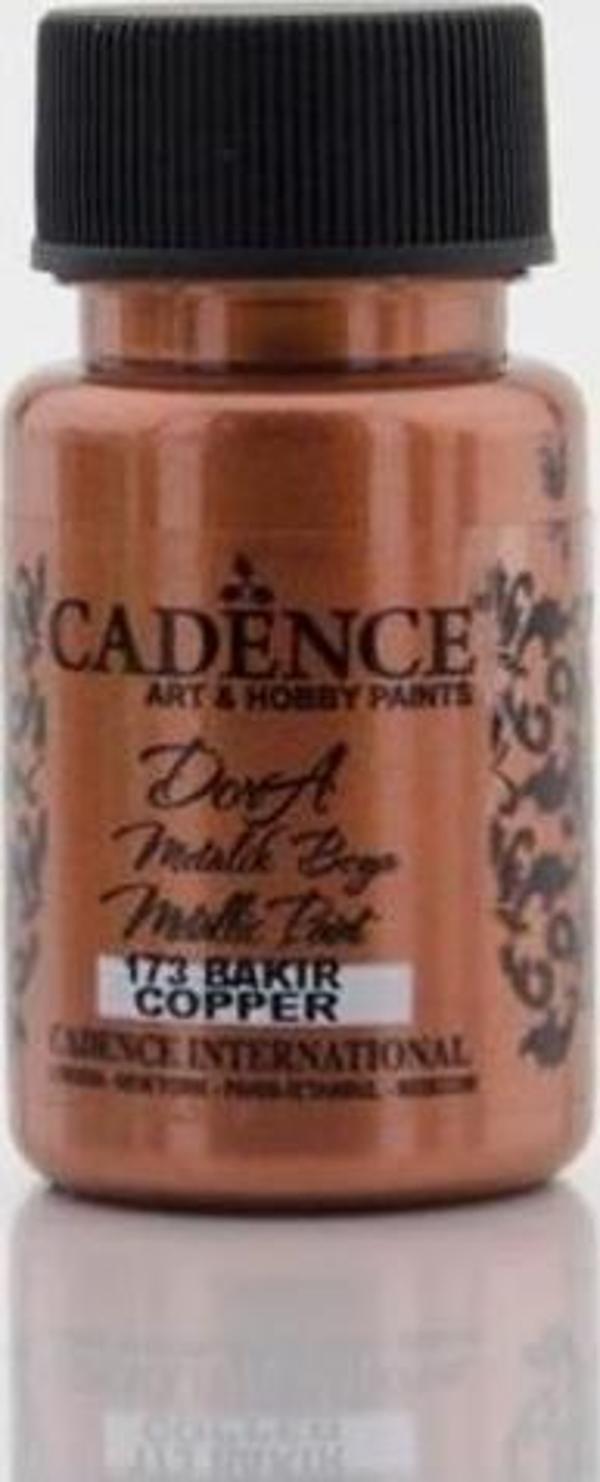 CADENCE
ART & HOBBY PAINTS
DorA
Metalik Boya
Metallic Paint
173 BAKIR
COPPER
CADENCE INTERNATIONAL